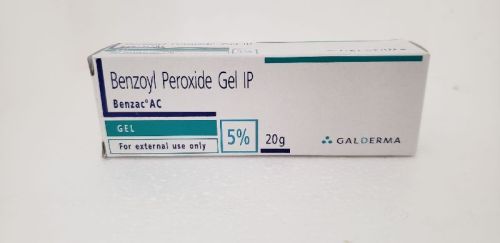 Benzoyl Peroxide Gel IP
Benzac® AC
GEL
For external use only
5%
20g
GALDERMA